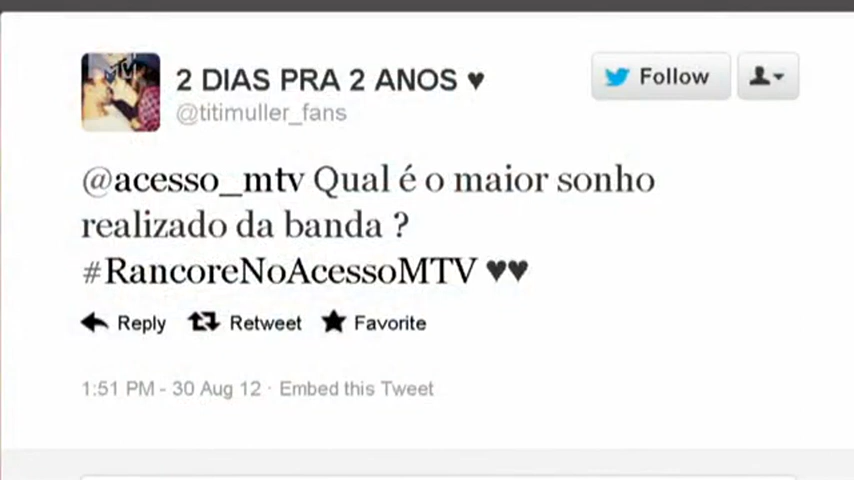 MTV
2 DIAS PRA 2 ANOS ♥
Follow
@titimuller_fans
@acesso_mtv Qual é o maior sonho
realizado da banda ?
#RancoreNoAcessoMTV ♥♥
Reply Retweet Favorite
1:51 PM - 30 Aug 12 · Embed this Tweet